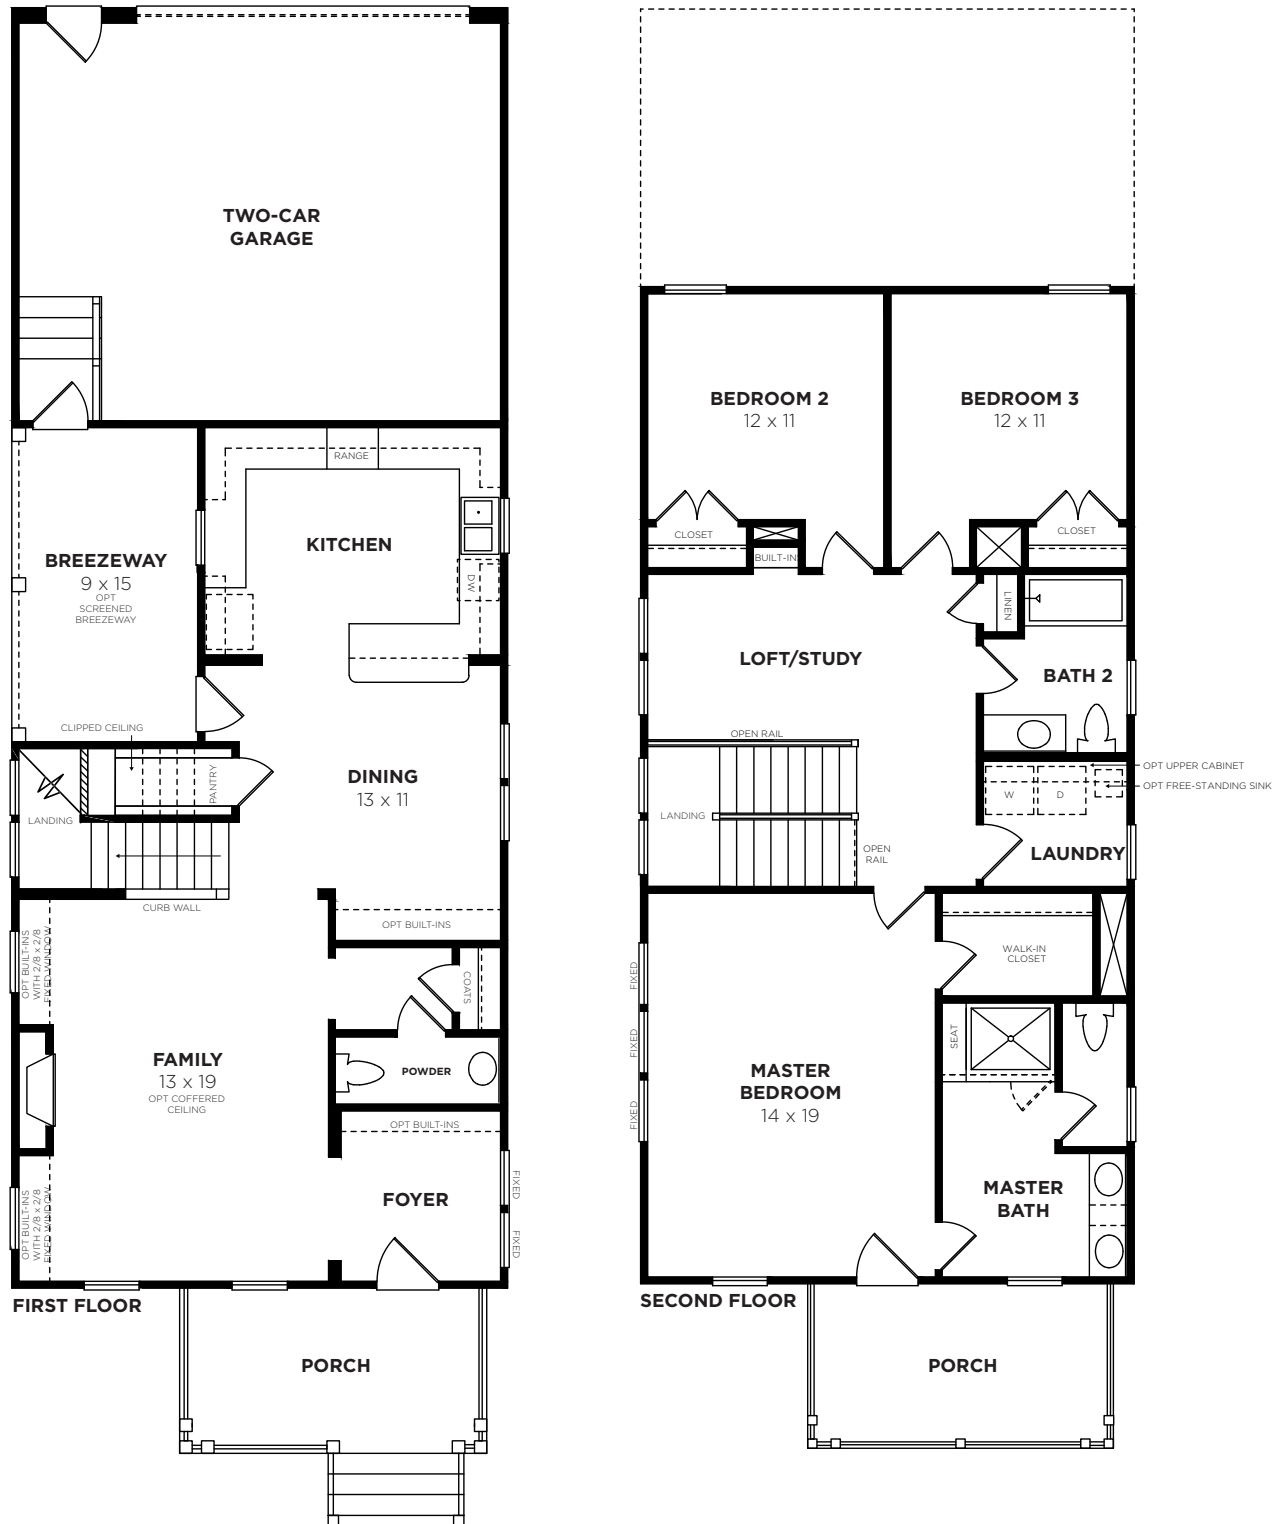 TWO-CAR
GARAGE
RANGE
KITCHEN
DW
BREEZEWAY
9 x 15
OPT
SCREENED
BREEZEWAY
CLIPPED CEILING
PANTRY
LANDING
DINING
13 x 11
CURB WALL
OPT BUILT-INS
OPT BUILT-INS
WITH 2/8 x 2/8
FIXED WINDOW
COATS
FAMILY
13 x 19
OPT COFFERED
CEILING
POWDER
OPT BUILT-INS
FOYER
FIXED
FIXED
OPT BUILT-INS
WITH 2/8 x 2/8
FIXED WINDOW
FIRST FLOOR
PORCH
BEDROOM 2
12 x 11
BEDROOM 3
12 x 11
CLOSET
BUILT-INS
CLOSET
LINEN
LOFT/STUDY
BATH 2
OPEN RAIL
OPT UPPER CABINET
OPT FREE-STANDING SINK
W
D
LANDING
OPEN
RAIL
LAUNDRY
WALK-IN
CLOSET
FIXED
FIXED
FIXED
SEAT
MASTER
BEDROOM
14 x 19
MASTER
BATH
SECOND FLOOR
PORCH